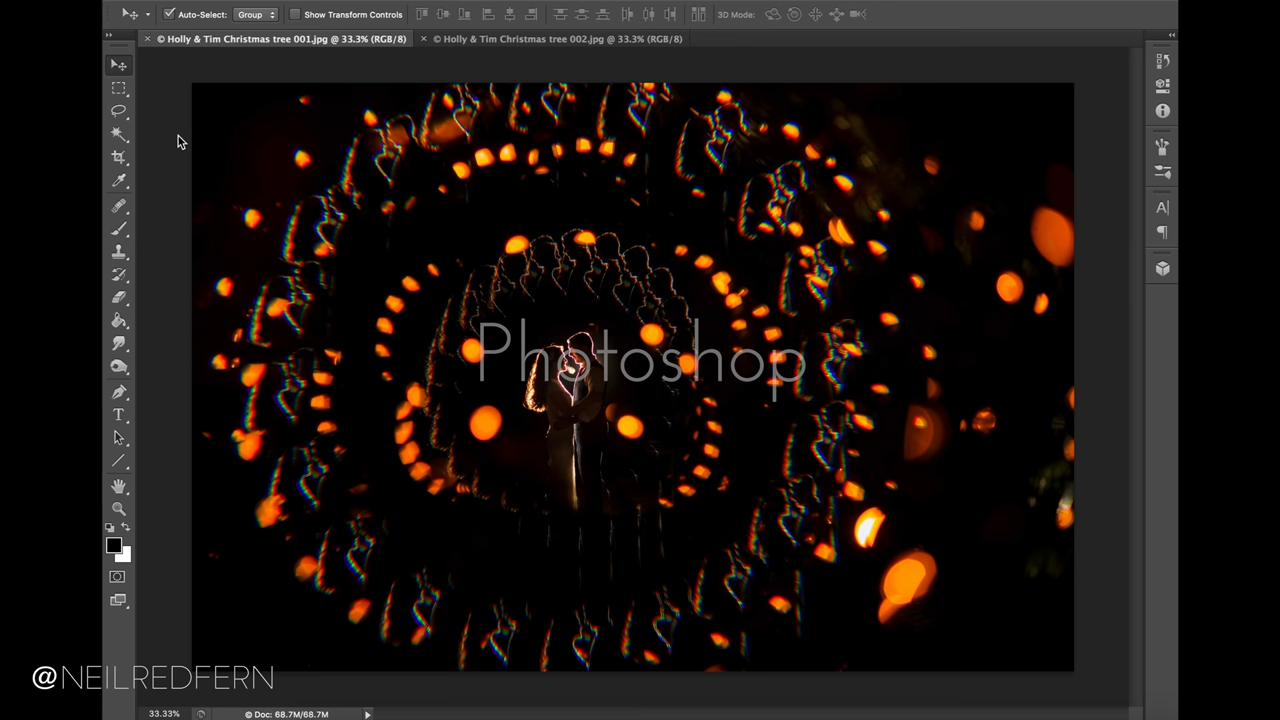 Auto-Select: Group Show Transform Controls 3D Mode:
× © Holly & Tim Christmas tree 001.jpg @ 33.3% (RGB/8) × © Holly & Tim Christmas tree 002.jpg @ 33.3% (RGB/8)
Photoshop
@NEILREDFERN
33.33% © Doc: 68.7M/68.7M